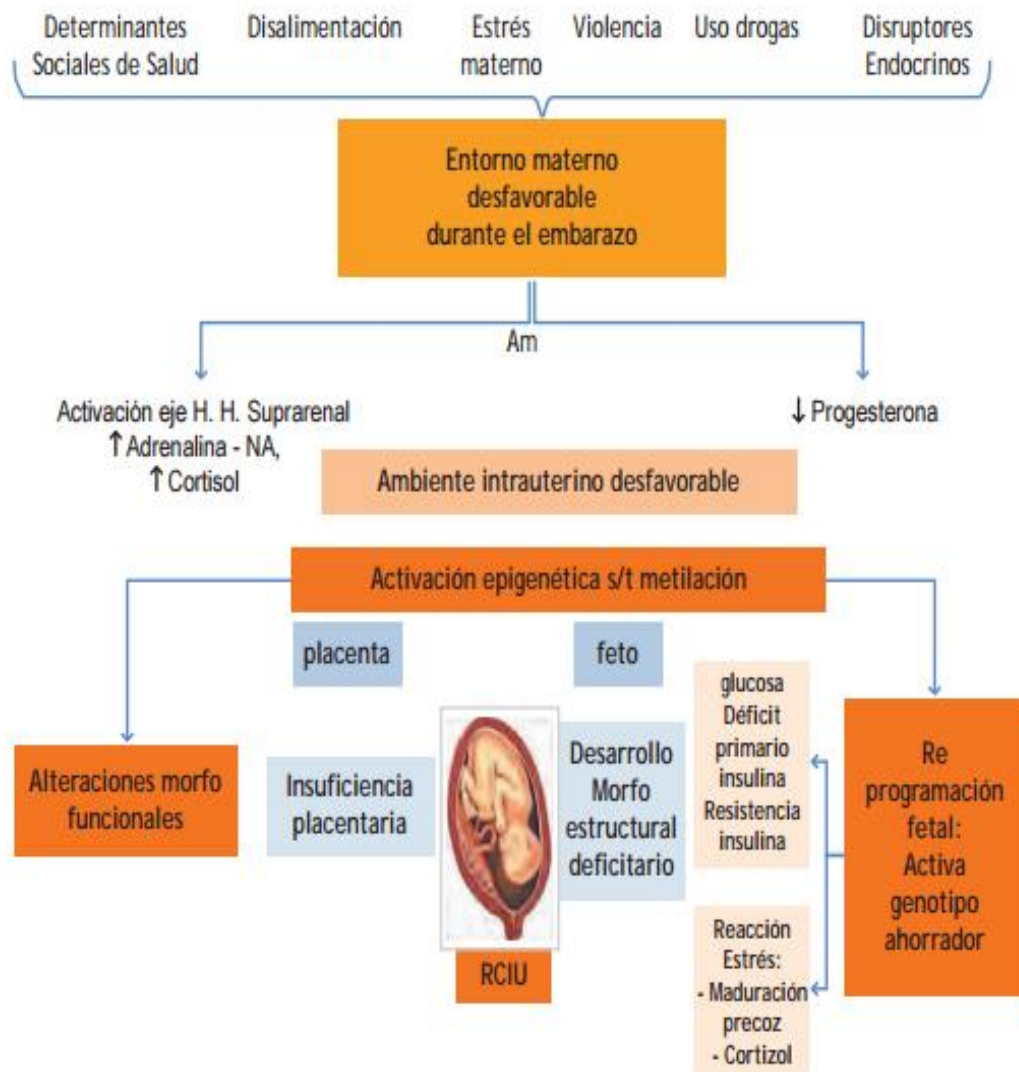 Determinantes
Sociales de Salud
Disalimentación
Estrés
materno
Violencia
Uso drogas
Disruptores
Endocrinos
Entorno materno
desfavorable
durante el embarazo
Am
Activación eje H. H. Suprarenal
↑Adrenalina - NA,
↑Cortisol
↓Progesterona
Ambiente intrauterino desfavorable
Activación epigenética s/t metilación
placenta
feto
Alteraciones morfo
funcionales
Insuficiencia
placentaria
RCIU
Desarrollo
Morfo
estructural
deficitario
glucosa
Déficit
primario
insulina
Resistencia
insulina
Reacción
Estrés:
- Maduración
precoz
- Cortizol
Re
programación
fetal:
Activa
genotipo
ahorrador